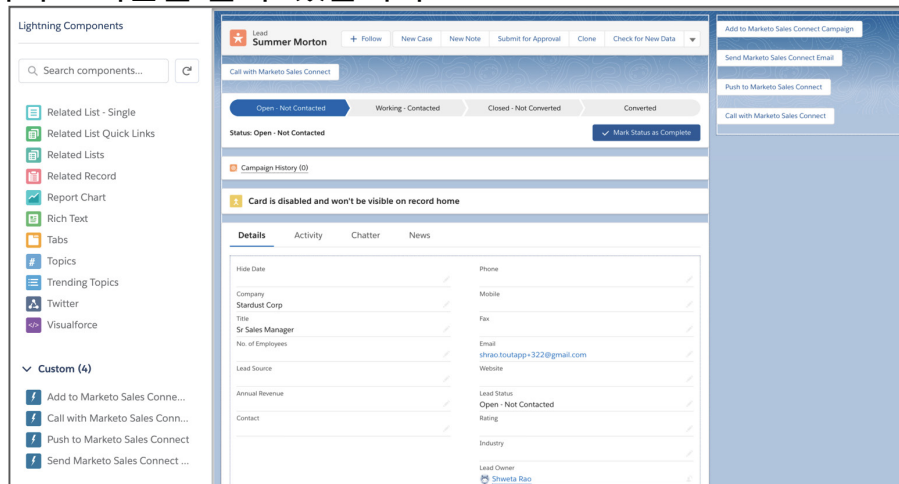 Lightning Components
Search components...
Related List - Single
Related List Quick Links
Related Lists
Related Record
Report Chart
Rich Text
Tabs
# Topics
Trending Topics
Twitter
</> Visualforce
Custom (4)
Add to Marketo Sales Conne...
Call with Marketo Sales Conn...
Push to Marketo Sales Connect
Send Marketo Sales Connect ...
Lead
Summer Morton
+ Follow
New Case
New Note
Submit for Approval
Clone
Check for New Data
Call with Marketo Sales Connect
Open - Not Contacted
Working - Contacted
Closed - Not Converted
Converted
Status: Open - Not Contacted
Mark Status as Complete
Campaign History (0)
Card is disabled and won't be visible on record home
Details
Activity
Chatter
News
Hide Date
Phone
Company
Stardust Corp
Mobile
Title
Sr Sales Manager
Fax
No. of Employees
Email
shrao.toutapp+322@gmail.com
Lead Source
Website
Annual Revenue
Lead Status
Open - Not Contacted
Contact
Rating
Industry
Lead Owner
Shweta Rao
Add to Marketo Sales Connect Campaign
Send Marketo Sales Connect Email
Push to Marketo Sales Connect
Call with Marketo Sales Connect